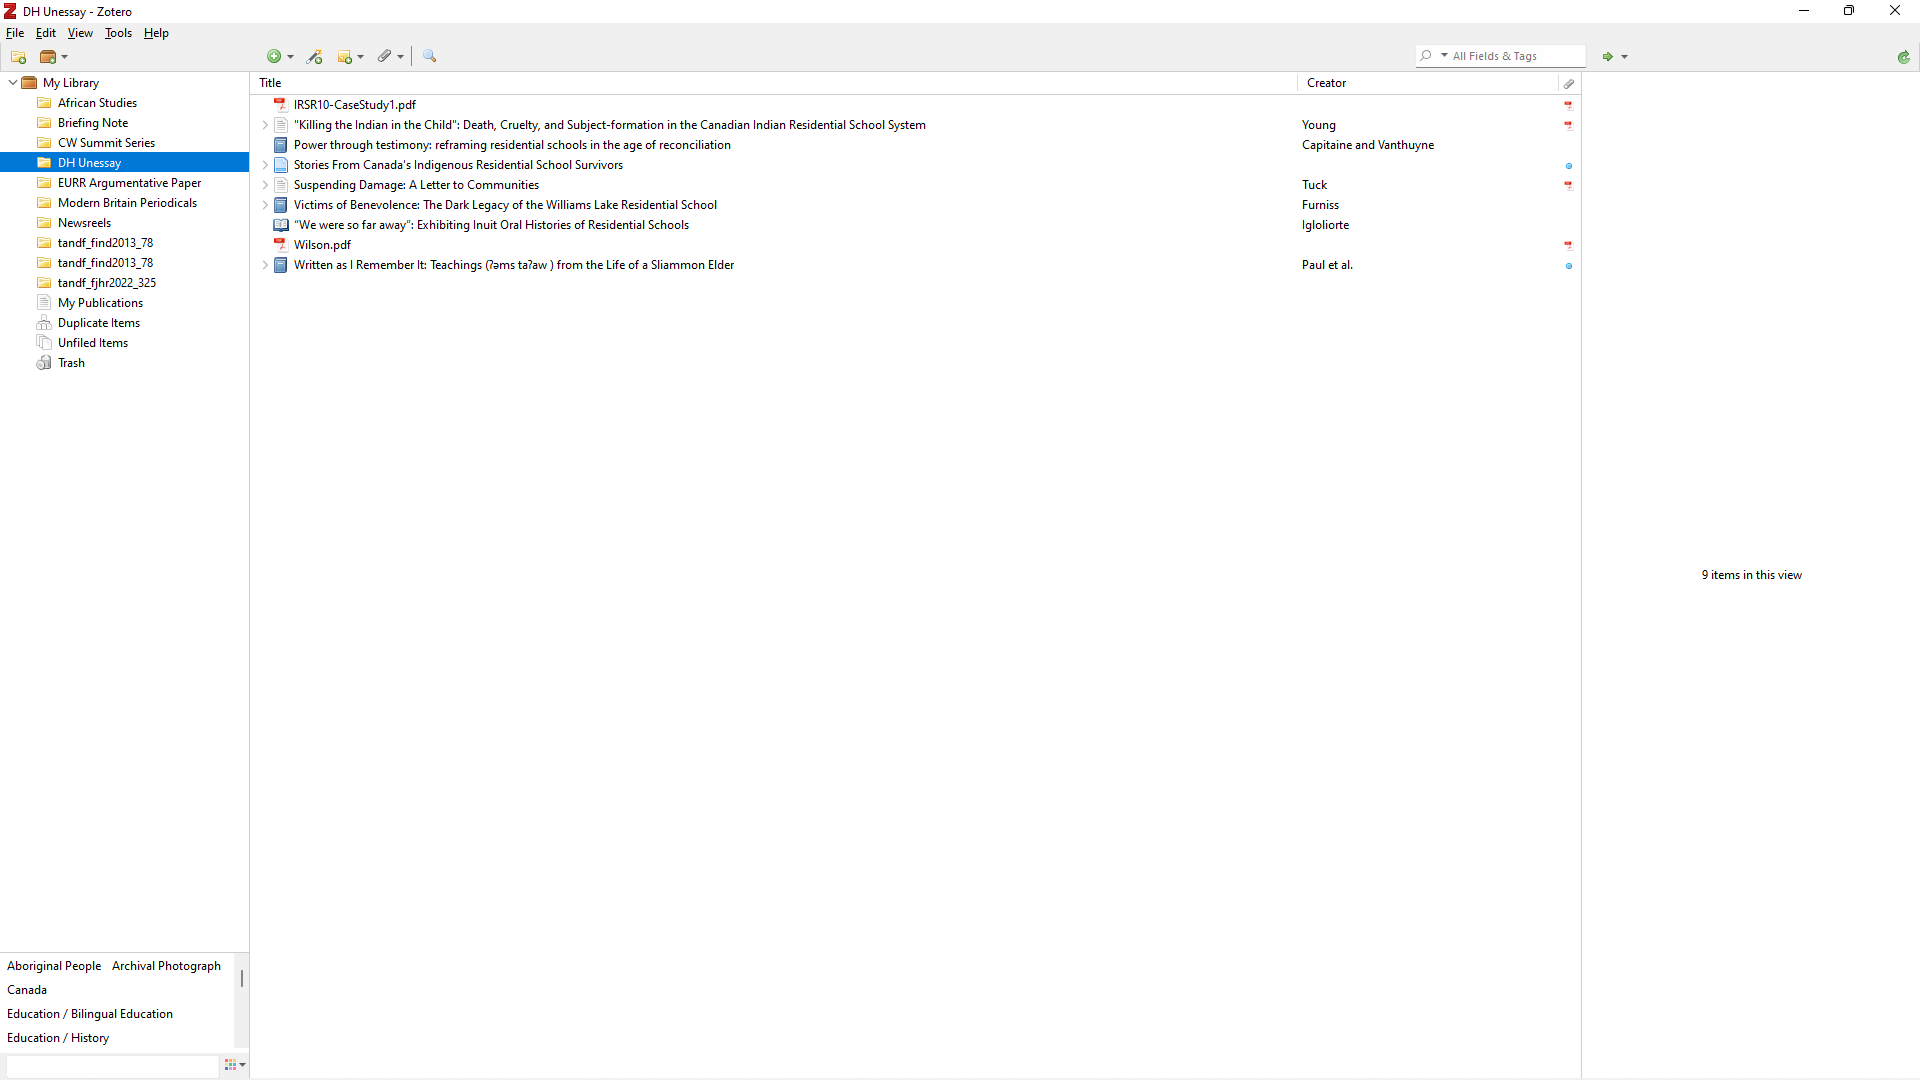 DH Unessay - Zotero
File Edit View Tools Help
All Fields & Tags
My Library
African Studies
Briefing Note
CW Summit Series
DH Unessay
EURR Argumentative Paper
Modern Britain Periodicals
Newsreels
tandf_find2013_78
tandf_find2013_78
tandf_fjhr2022_325
My Publications
Duplicate Items
Unfiled Items
Trash
Aboriginal People Archival Photograph
Canada
Education / Bilingual Education
Education / History
Title Creator
IRSR10-CaseStudy1.pdf
"Killing the Indian in the Child": Death, Cruelty, and Subject-formation in the Canadian Indian Residential School System Young
Power through testimony: reframing residential schools in the age of reconciliation Capitaine and Vanthuyne
Stories From Canada's Indigenous Residential School Survivors
Suspending Damage: A Letter to Communities Tuck
Victims of Benevolence: The Dark Legacy of the Williams Lake Residential School Furniss
“We were so far away”: Exhibiting Inuit Oral Histories of Residential Schools Igloliorte
Wilson.pdf
Written as I Remember It: Teachings (ʔəms taʔaw ) from the Life of a Sliammon Elder Paul et al.
9 items in this view